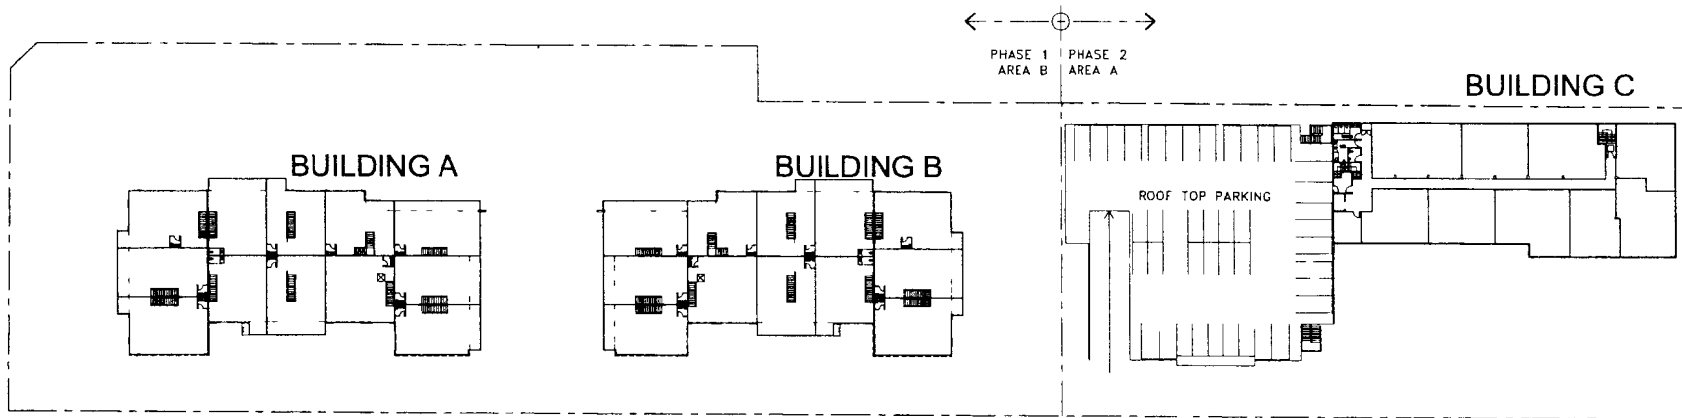 PHASE 1 PHASE 2
AREA B AREA A
BUILDING C
BUILDING A
BUILDING B
ROOF TOP PARKING